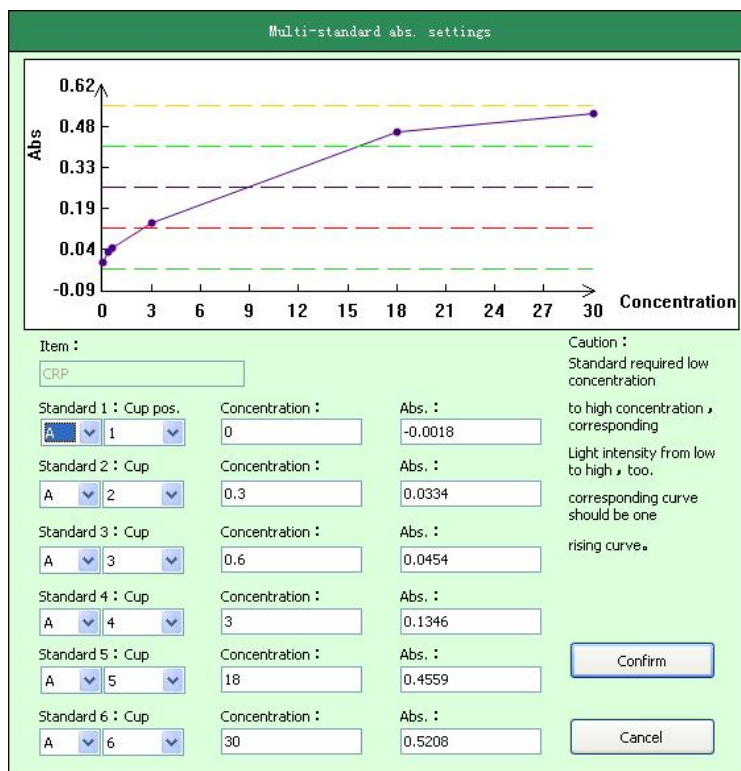 Multi-standard abs. settings
Abs
0.62
0.48
0.33
0.19
0.04
-0.09
0 3 6 9 12 15 18 21 24 27 30
Concentration
Item：
CRP
Standard 1：Cup pos. Concentration： Abs.：
A 1 0 -0.0018
Standard 2：Cup Concentration： Abs.：
A 2 0.3 0.0334
Standard 3：Cup Concentration： Abs.：
A 3 0.6 0.0454
Standard 4：Cup Concentration： Abs.：
A 4 3 0.1346
Standard 5：Cup Concentration： Abs.：
A 5 18 0.4559
Standard 6：Cup Concentration： Abs.：
A 6 30 0.5208
Caution：
Standard required low
concentration
to high concentration，
corresponding
Light intensity from low
to high，too.
corresponding curve
should be one
rising curve。
Confirm
Cancel